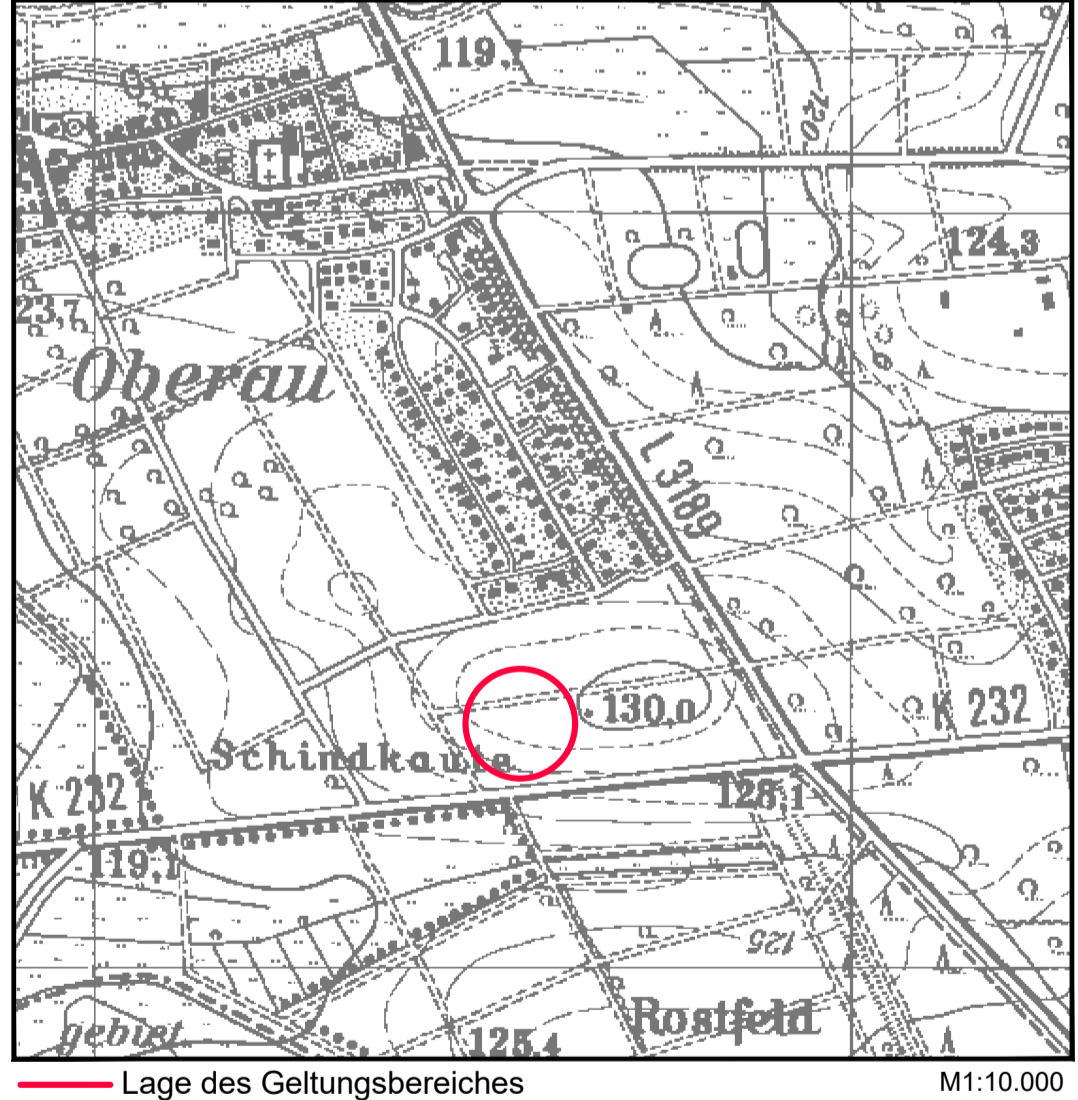 119,
120
124,3
23,7
Oberau
L 3189
130,0
K 232
Schindkaute
K 232
128,1
119,1
125
Rostfeld
gebiet
125,4
Lage des Geltungsbereiches
M1:10.000